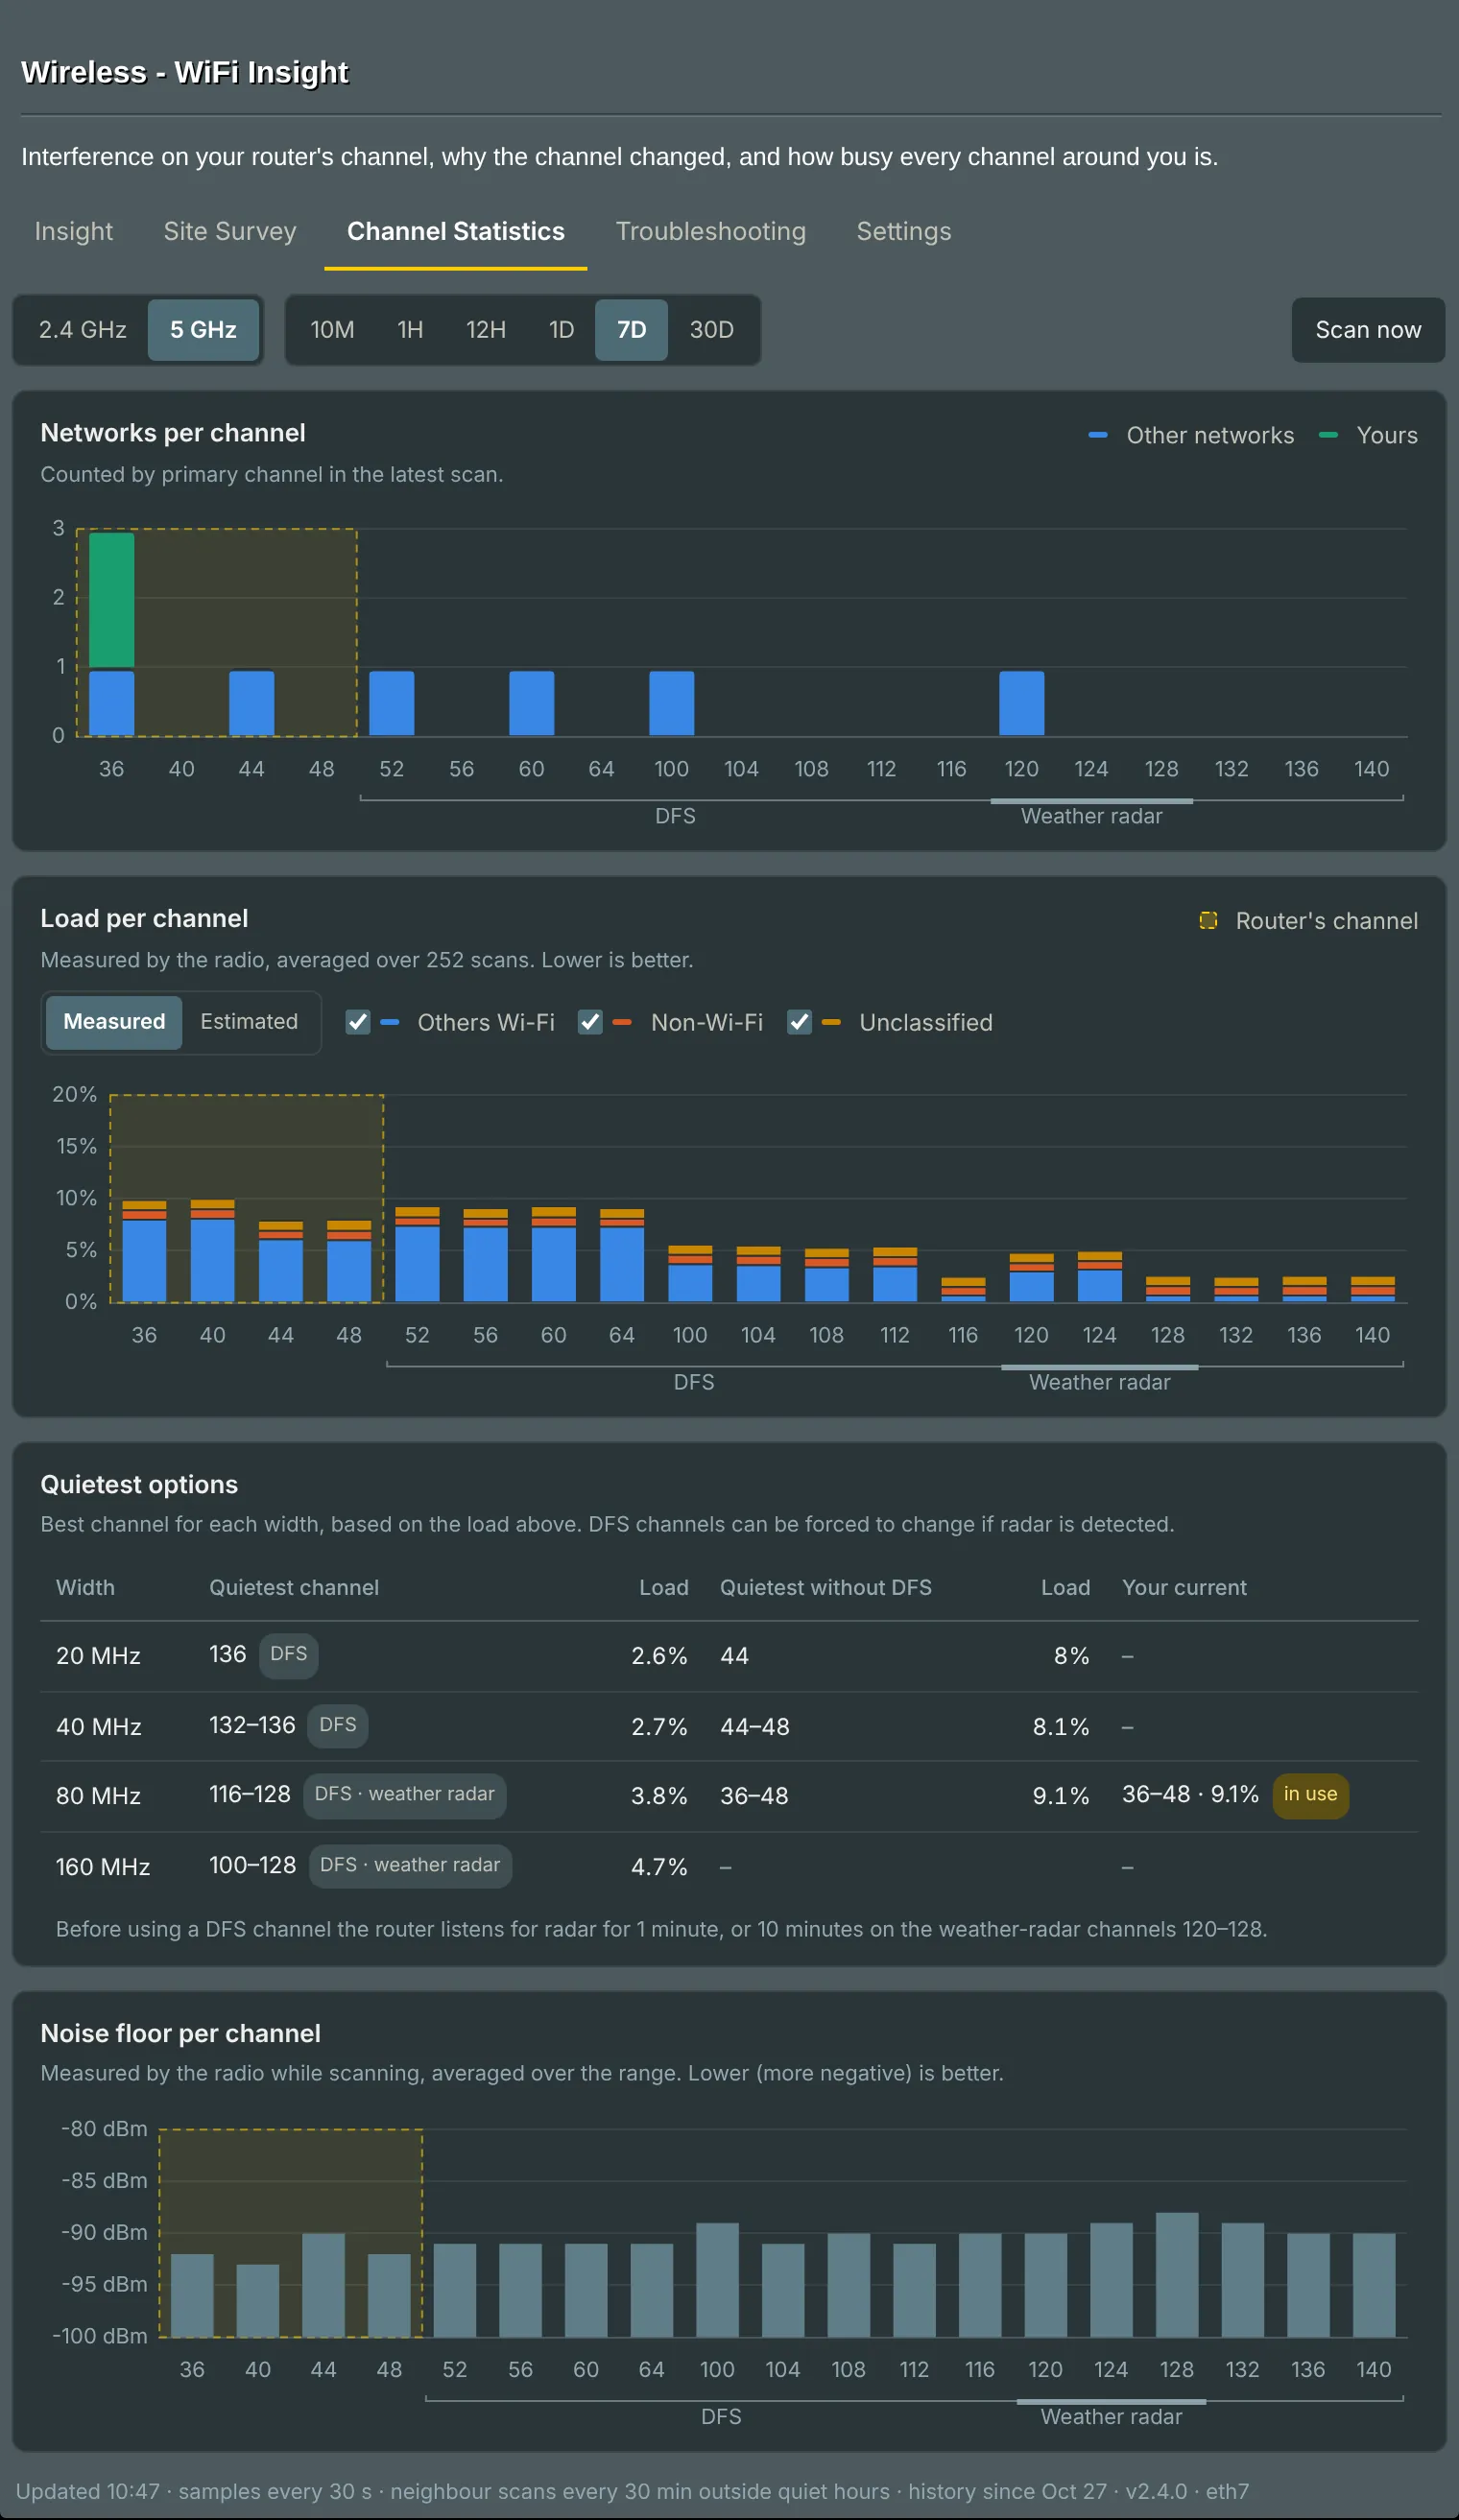 Wireless - WiFi Insight
Interference on your router's channel, why the channel changed, and how busy every channel around you is.
Insight Site Survey Channel Statistics Troubleshooting Settings
2.4 GHz 5 GHz 10M 1H 12H 1D 7D 30D Scan now
Networks per channel Other networks Yours
Counted by primary channel in the latest scan.
3
2
1
0
36 40 44 48 52 56 60 64 100 104 108 112 116 120 124 128 132 136 140
DFS Weather radar
Load per channel Router's channel
Measured by the radio, averaged over 252 scans. Lower is better.
Measured Estimated Others Wi-Fi Non-Wi-Fi Unclassified
20%
15%
10%
5%
0%
36 40 44 48 52 56 60 64 100 104 108 112 116 120 124 128 132 136 140
DFS Weather radar
Quietest options
Best channel for each width, based on the load above. DFS channels can be forced to change if radar is detected.
Width Quietest channel Load Quietest without DFS Load Your current
20 MHz 136 DFS 2.6% 44 8% –
40 MHz 132–136 DFS 2.7% 44–48 8.1% –
80 MHz 116–128 DFS · weather radar 3.8% 36–48 9.1% 36–48 · 9.1% in use
160 MHz 100–128 DFS · weather radar 4.7% – –
Before using a DFS channel the router listens for radar for 1 minute, or 10 minutes on the weather-radar channels 120–128.
Noise floor per channel
Measured by the radio while scanning, averaged over the range. Lower (more negative) is better.
-80 dBm
-85 dBm
-90 dBm
-95 dBm
-100 dBm
36 40 44 48 52 56 60 64 100 104 108 112 116 120 124 128 132 136 140
DFS Weather radar
Updated 10:47 · samples every 30 s · neighbour scans every 30 min outside quiet hours · history since Oct 27 · v2.4.0 · eth7